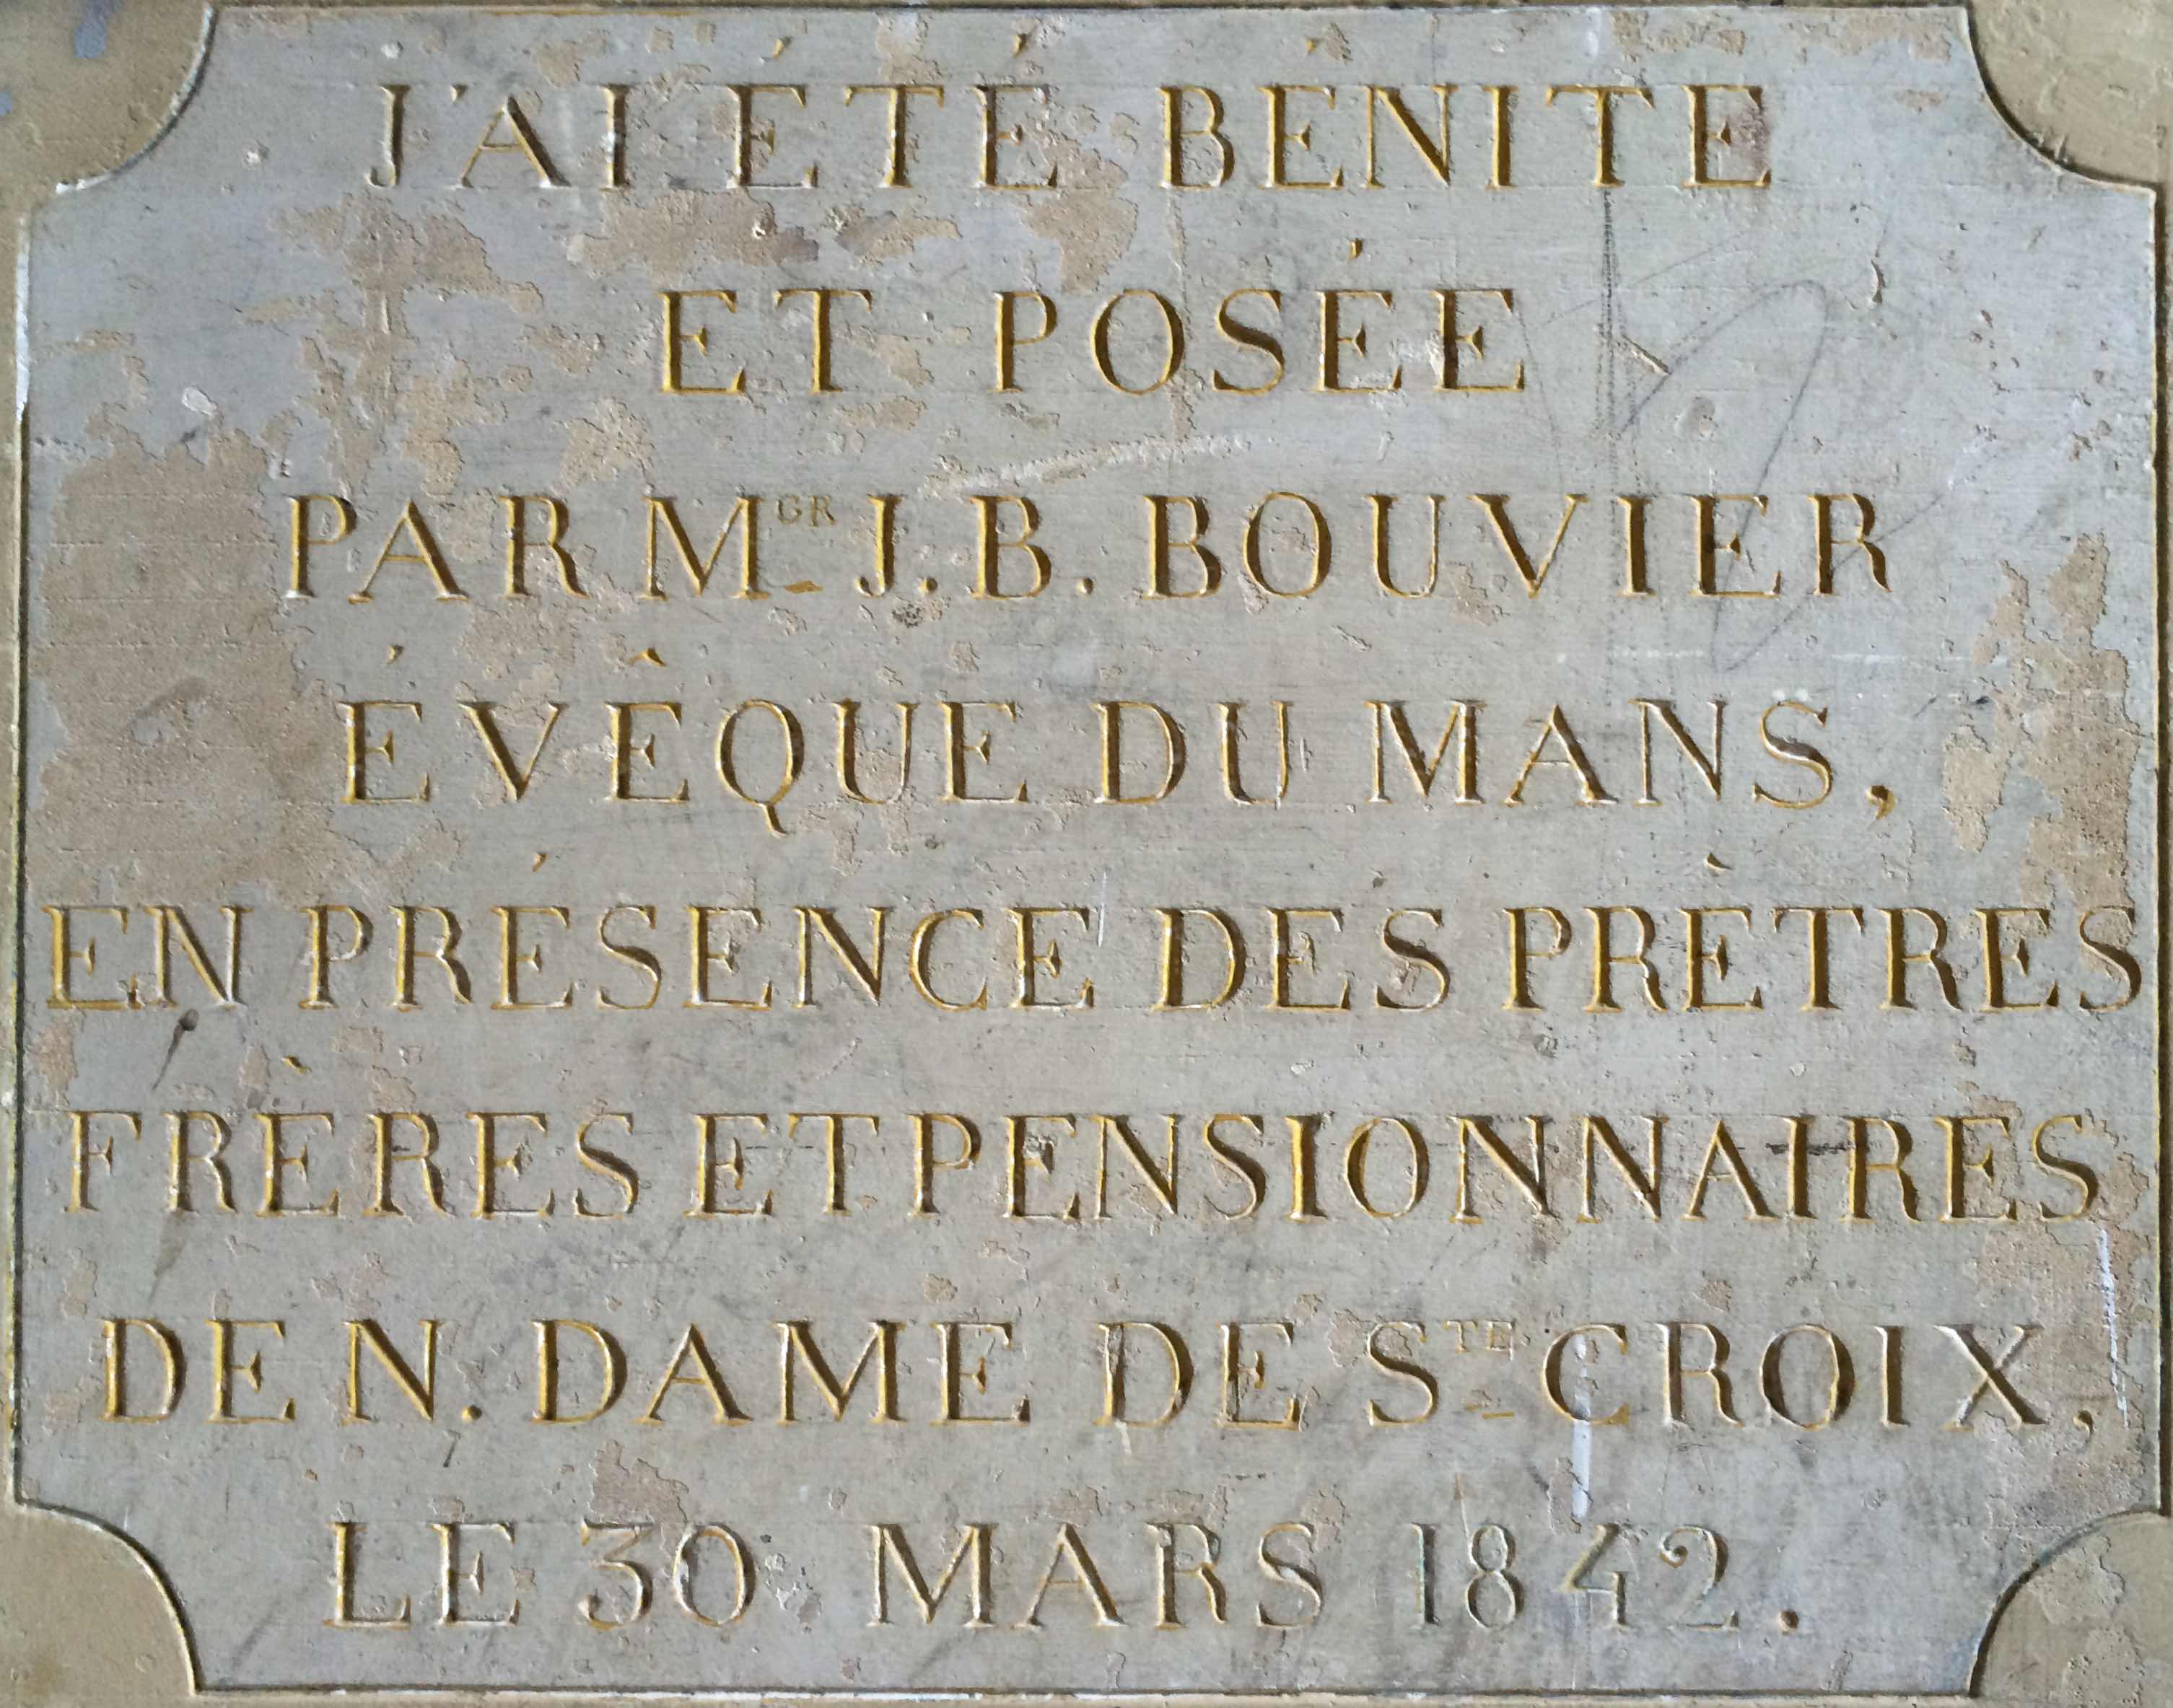 J'AI ÉTÉ BÉNITE
ET POSÉE
PAR MGR J. B. BOUVIER
ÉVÊQUE DU MANS,
EN PRÉSENCE DES PRÈTRES
FRÈRES ET PENSIONNAIRES
DE N. DAME DE STE CROIX,
LE 30 MARS 1842.